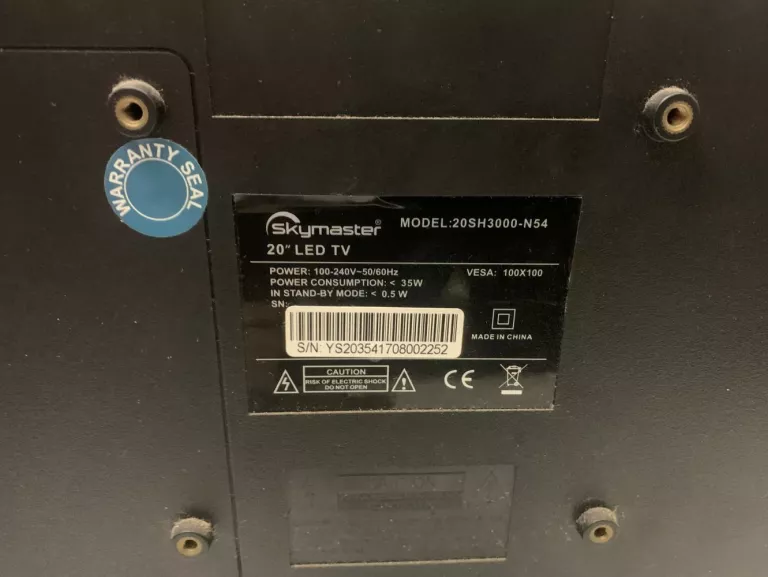 WARRANTY SEAL
Skymaster®
MODEL:20SH3000-N54
20" LED TV
POWER: 100-240V~50/60Hz
VESA: 100X100
POWER CONSUMPTION: < 35W
IN STAND-BY MODE: < 0.5 W
SN:
MADE IN CHINA
S/N: YS203541708002252
CAUTION
RISK OF ELECTRIC SHOCK
DO NOT OPEN
CE